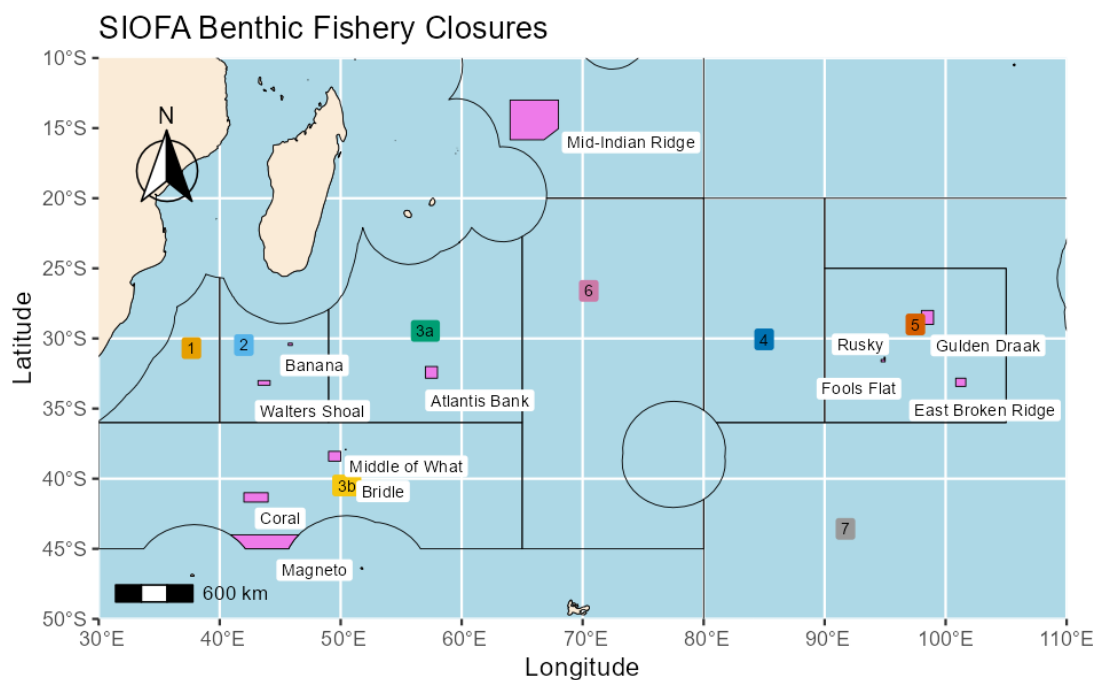 SIOFA Benthic Fishery Closures
10°S
15°S
20°S
25°S
30°S
35°S
40°S
45°S
50°S
Latitude
N
Mid-Indian Ridge
6
1
2
3a
4
5
Banana
Rusky
Gulden Draak
Walters Shoal
Atlantis Bank
Fools Flat
East Broken Ridge
Middle of What
3b
Bridle
Coral
7
Magneto
600 km
30°E
40°E
50°E
60°E
70°E
80°E
90°E
100°E
110°E
Longitude